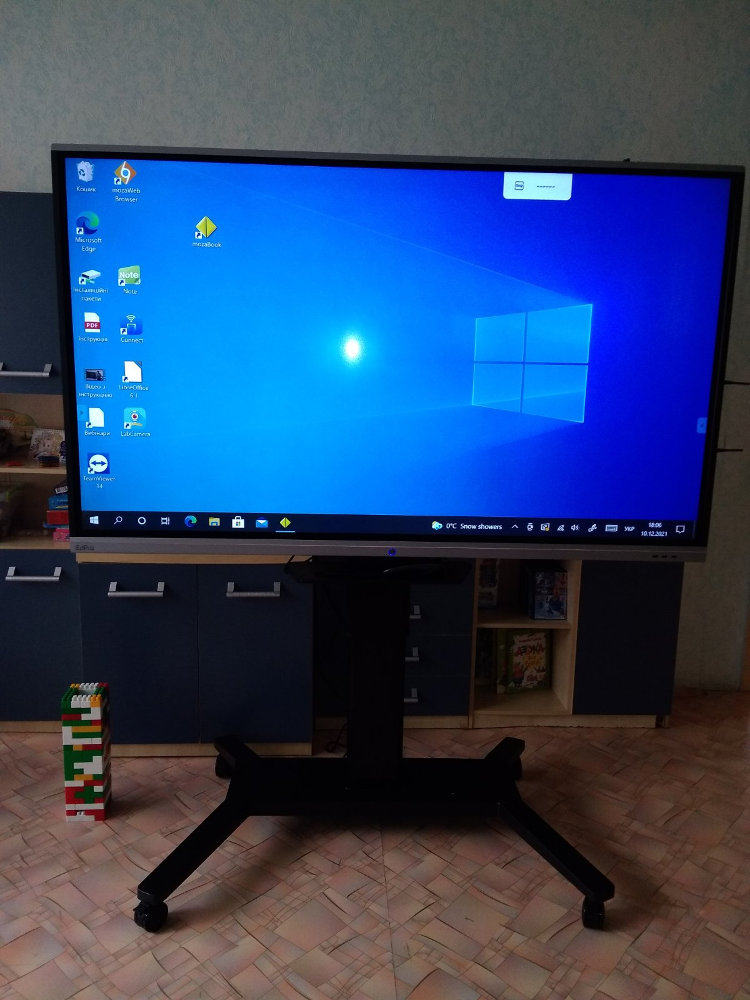 Кошик
mozaWeb
Browser
------
Microsoft
Edge
mozaBook
Інсталяційні
пакети
Note
Note
PDF
Інструкція
Connect
Відео з
інструкцією
LibreOffice
6.1
Вебінари
LabCamera
TeamViewer
14
0°C Snow showers
УКР
18:06
10.12.2021
EdPro
АЗБУКА